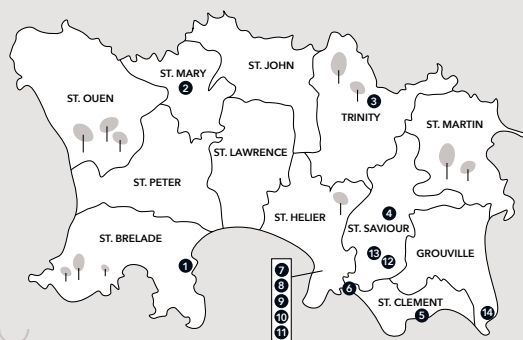 ST. JOHN
ST. MARY
2
ST. OUEN
3
TRINITY
ST. MARTIN
ST. LAWRENCE
ST. PETER
4
ST. HELIER
ST. SAVIOUR
ST. BRELADE
1
13
12
GROUVILLE
7
8
9
10
11
6
ST. CLEMENT
5
14